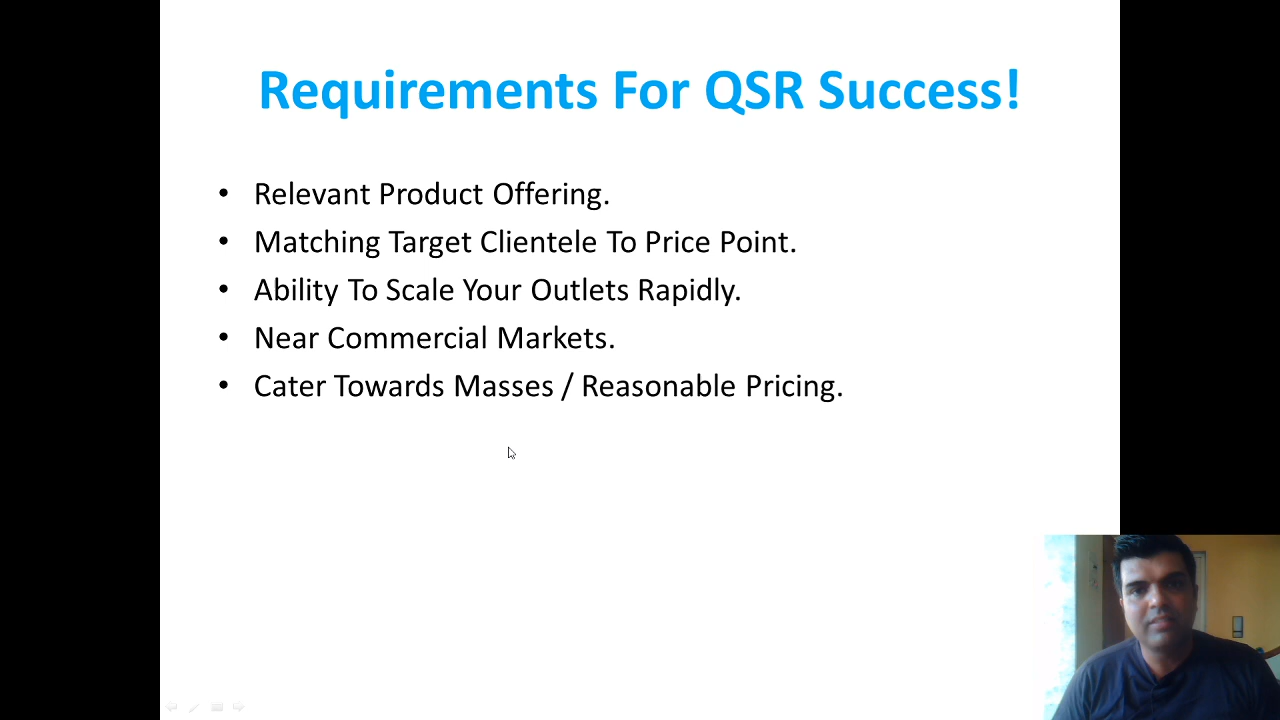 Requirements For QSR Success!
• Relevant Product Offering.
• Matching Target Clientele To Price Point.
• Ability To Scale Your Outlets Rapidly.
• Near Commercial Markets.
• Cater Towards Masses / Reasonable Pricing.